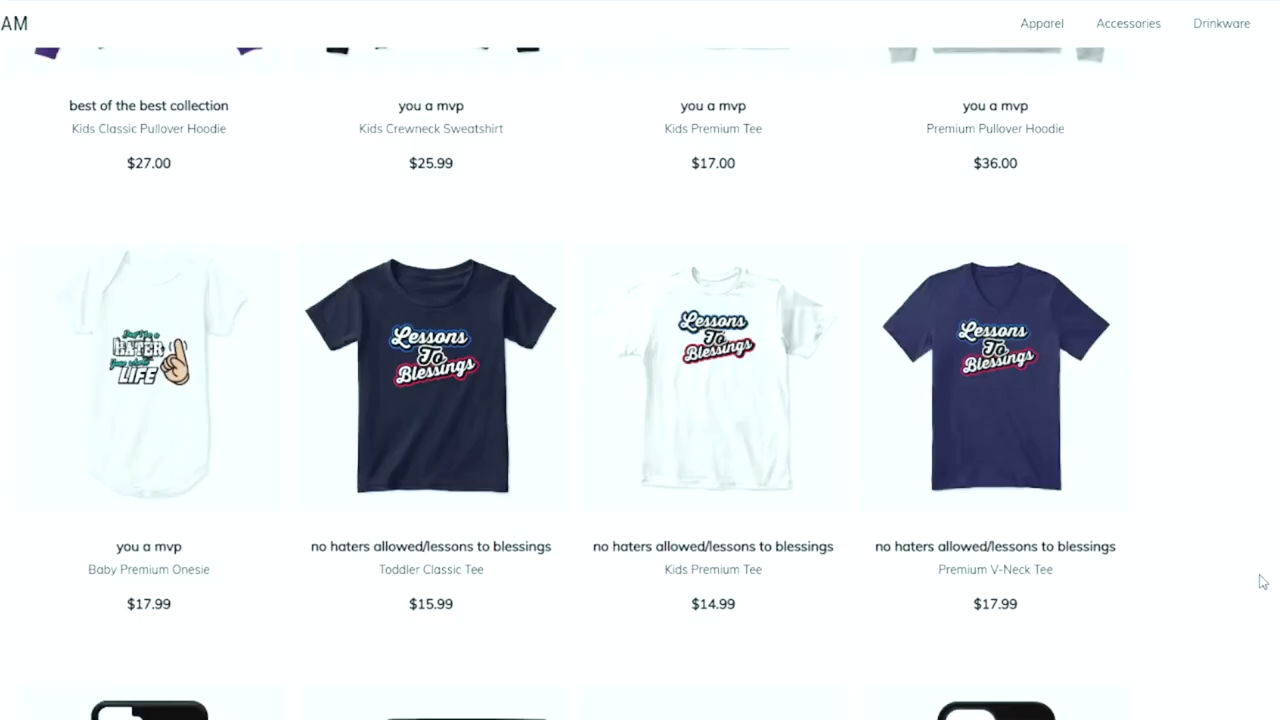 AM
Apparel Accessories Drinkware
best of the best collection
Kids Classic Pullover Hoodie
$27.00
you a mvp
Kids Crewneck Sweatshirt
$25.99
you a mvp
Kids Premium Tee
$17.00
you a mvp
Premium Pullover Hoodie
$36.00
HATER
LIFE
Lessons
To
Blessings
Lessons
To
Blessings
Lessons
To
Blessings
you a mvp
Baby Premium Onesie
$17.99
no haters allowed/lessons to blessings
Toddler Classic Tee
$15.99
no haters allowed/lessons to blessings
Kids Premium Tee
$14.99
no haters allowed/lessons to blessings
Premium V-Neck Tee
$17.99